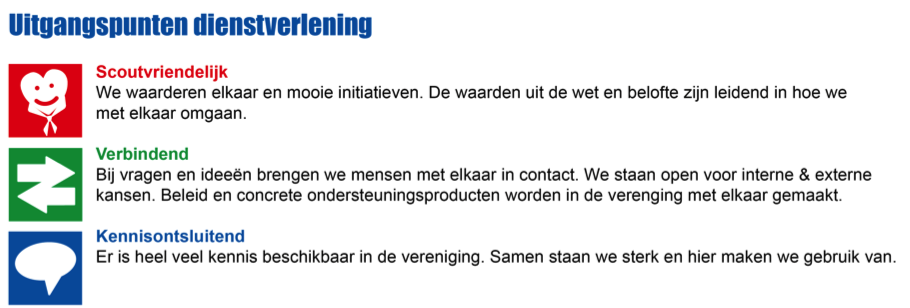 Uitgangspunten dienstverlening
Scoutvriendelijk
We waarderen elkaar en mooie initiatieven. De waarden uit de wet en belofte zijn leidend in hoe we
met elkaar omgaan.
Verbindend
Bij vragen en ideeën brengen we mensen met elkaar in contact. We staan open voor interne & externe
kansen. Beleid en concrete ondersteuningsproducten worden in de verenging met elkaar gemaakt.
Kennisontsluitend
Er is heel veel kennis beschikbaar in de vereniging. Samen staan we sterk en hier maken we gebruik van.